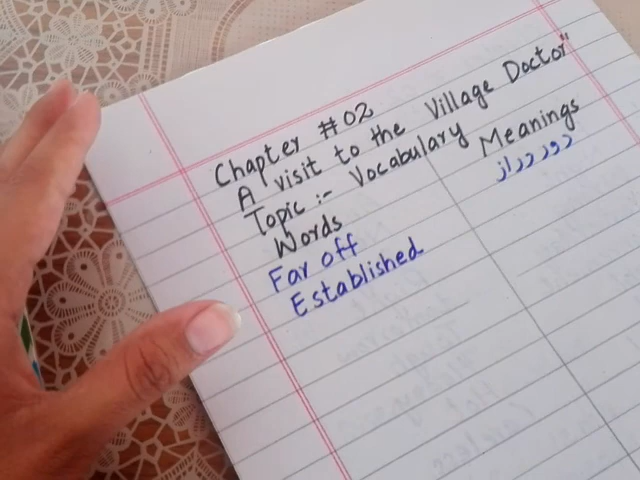 Chapter #02
A visit to the Village Doctor"
Topic :- Vocabulary
Words Meanings
Far off دور دراز
Established